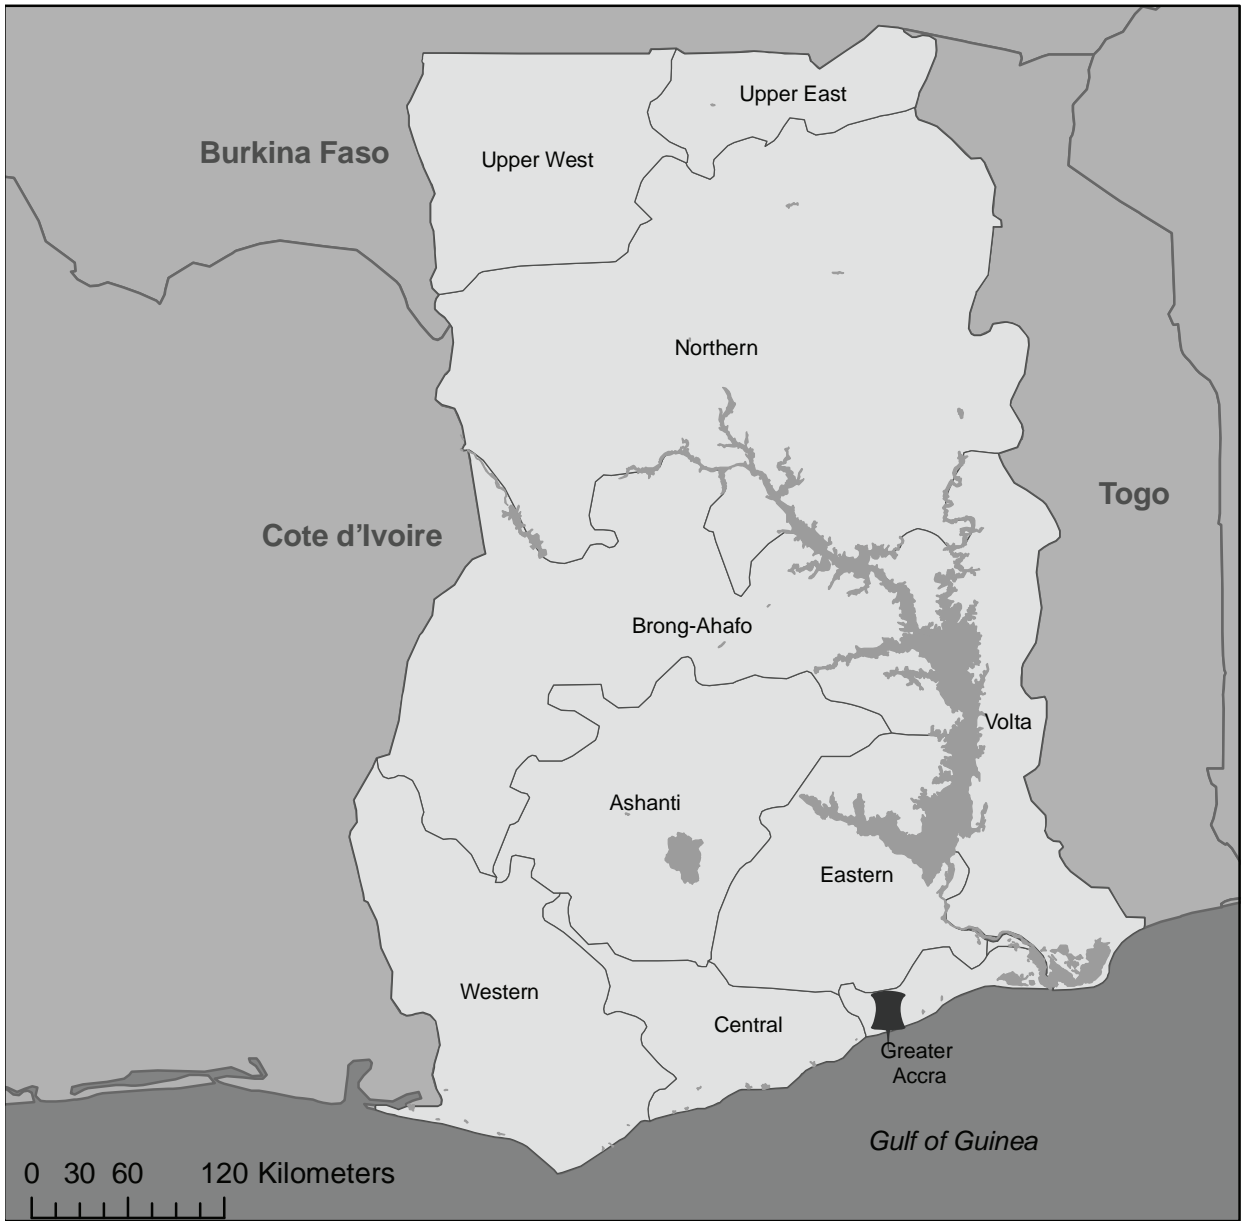 Upper East
Burkina Faso
Upper West
Northern
Togo
Cote d'Ivoire
Brong-Ahafo
Volta
Ashanti
Eastern
Western
Central
Greater
Accra
Gulf of Guinea
0 30 60 120 Kilometers